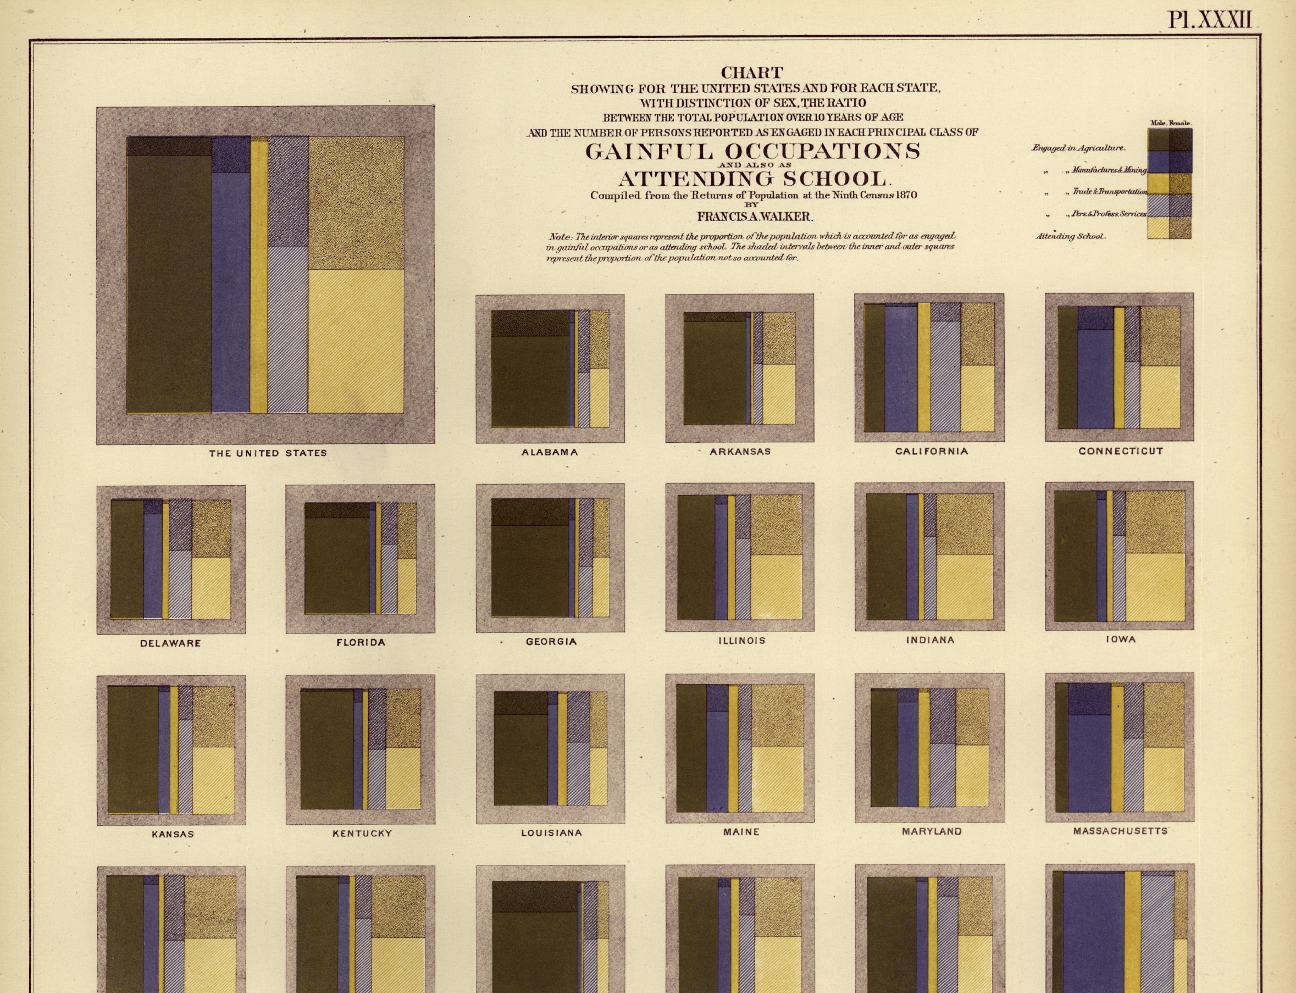 Pl. XXXII
CHART
SHOWING FOR THE UNITED STATES AND FOR EACH STATE,
WITH DISTINCTION OF SEX, THE RATIO
BETWEEN THE TOTAL POPULATION OVER 10 YEARS OF AGE
AND THE NUMBER OF PERSONS REPORTED AS ENGAGED IN EACH PRINCIPAL CLASS OF
GAINFUL OCCUPATIONS
AND ALSO AS
ATTENDING SCHOOL.
Compiled from the Returns of Population at the Ninth Census 1870
BY
FRANCIS A. WALKER.
Note: The interior squares represent the proportion of the population which is accounted for as engaged
in gainful occupations or as attending school. The shaded intervals between the inner and outer squares
represent the proportion of the population not so accounted for.
Male. Female.
Engaged in Agriculture.
" " Manufactures & Mining
" " Trade & Transportation
" " Pers. & Profess. Services
Attending School.
THE UNITED STATES
ALABAMA
ARKANSAS
CALIFORNIA
CONNECTICUT
DELAWARE
FLORIDA
GEORGIA
ILLINOIS
INDIANA
IOWA
KANSAS
KENTUCKY
LOUISIANA
MAINE
MARYLAND
MASSACHUSETTS